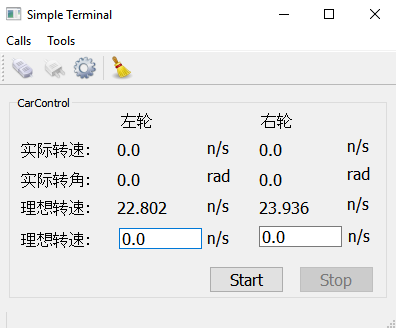 Simple Terminal
Calls Tools
CarControl
左轮 右轮
实际转速: 0.0 n/s 0.0 n/s
实际转角: 0.0 rad 0.0 rad
理想转速: 22.802 n/s 23.936 n/s
理想转速: 0.0 n/s 0.0 n/s
Start Stop